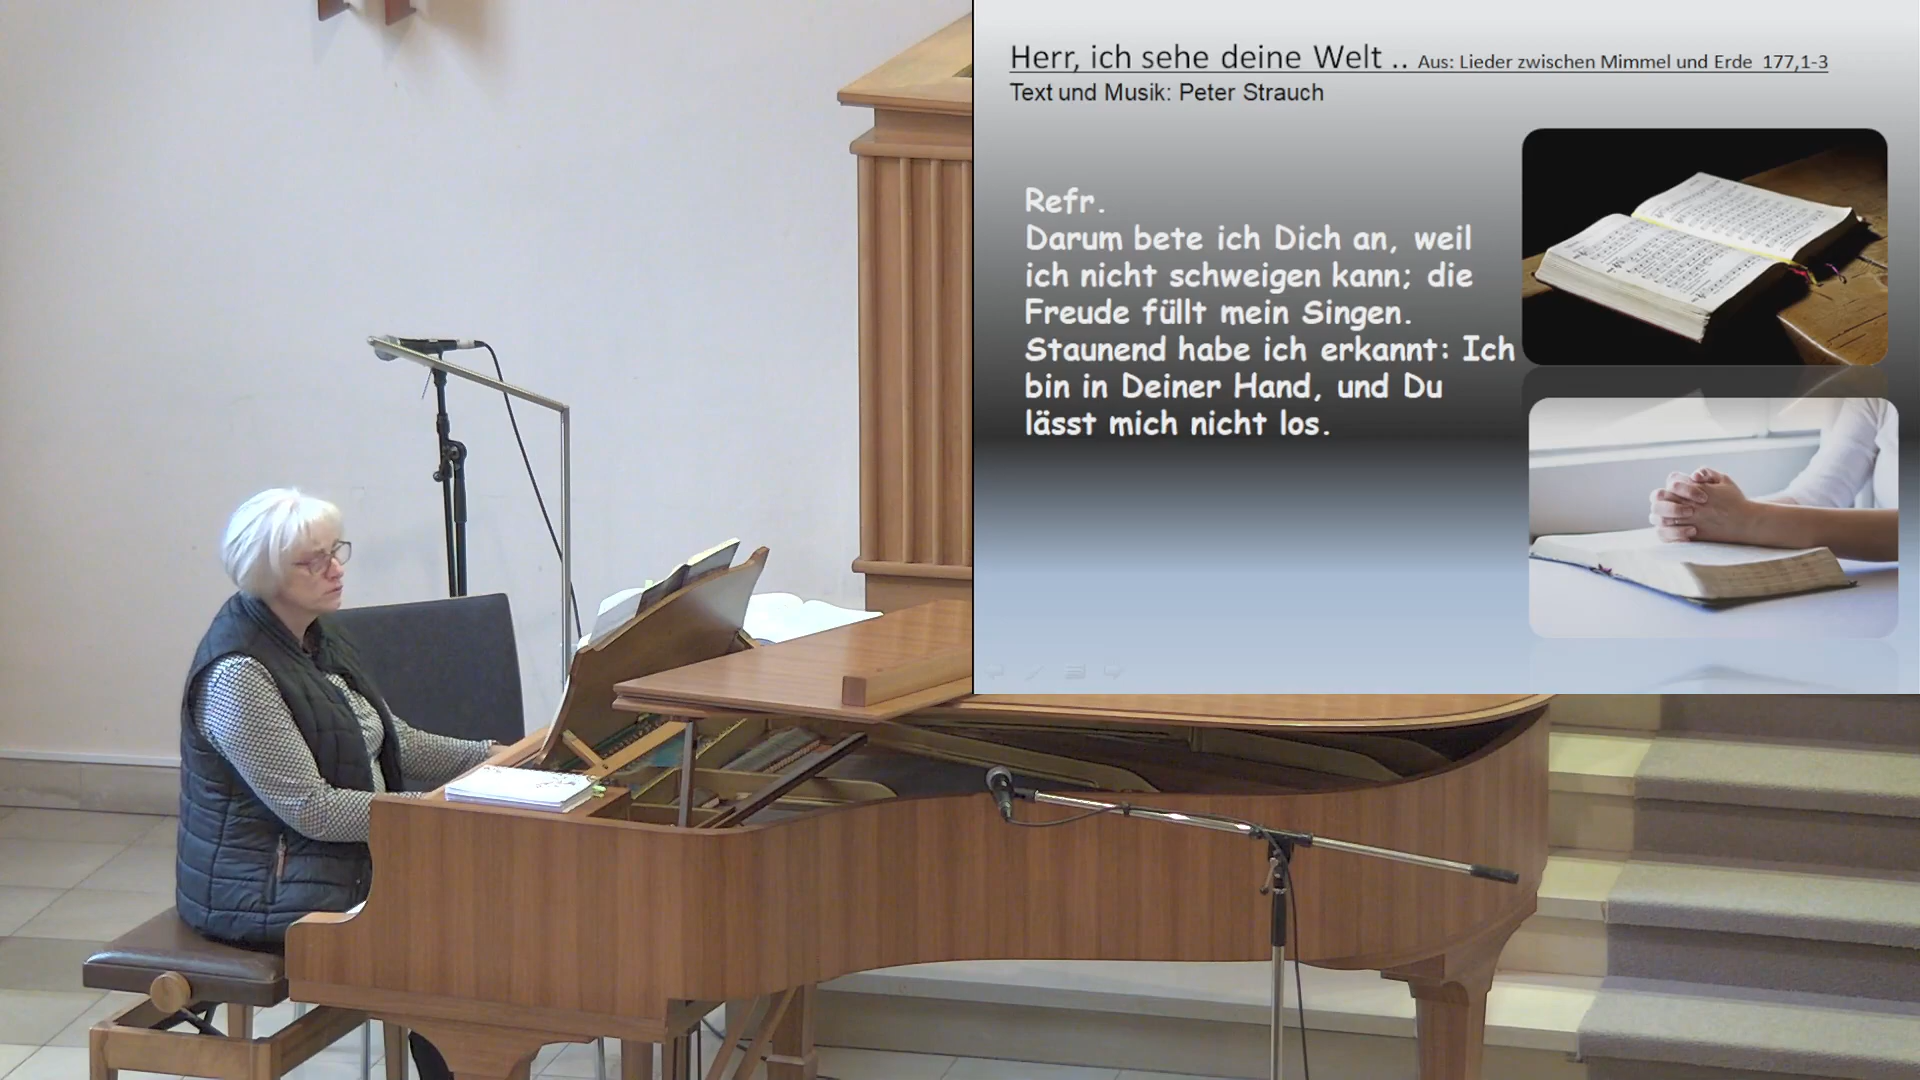 Herr, ich sehe deine Welt .. Aus: Lieder zwischen Mimmel und Erde 177,1-3
Text und Musik: Peter Strauch
Refr.
Darum bete ich Dich an, weil
ich nicht schweigen kann; die
Freude füllt mein Singen.
Staunend habe ich erkannt: Ich
bin in Deiner Hand, und Du
lässt mich nicht los.